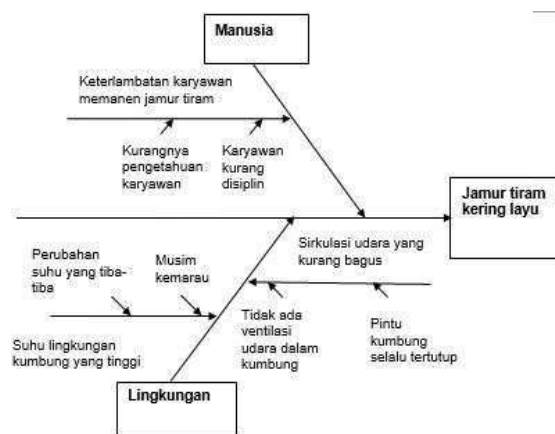 Manusia
Keterlambatan karyawan
memanen jamur tiram
Kurangnya
pengetahuan
karyawan
Karyawan
kurang
disiplin
Jamur tiram
kering layu
Sirkulasi udara yang
kurang bagus
Perubahan
suhu yang tiba-
tiba
Musim
kemarau
Suhu lingkungan
kumbung yang tinggi
Tidak ada
ventilasi
udara dalam
kumbung
Pintu
kumbung
selalu tertutup
Lingkungan